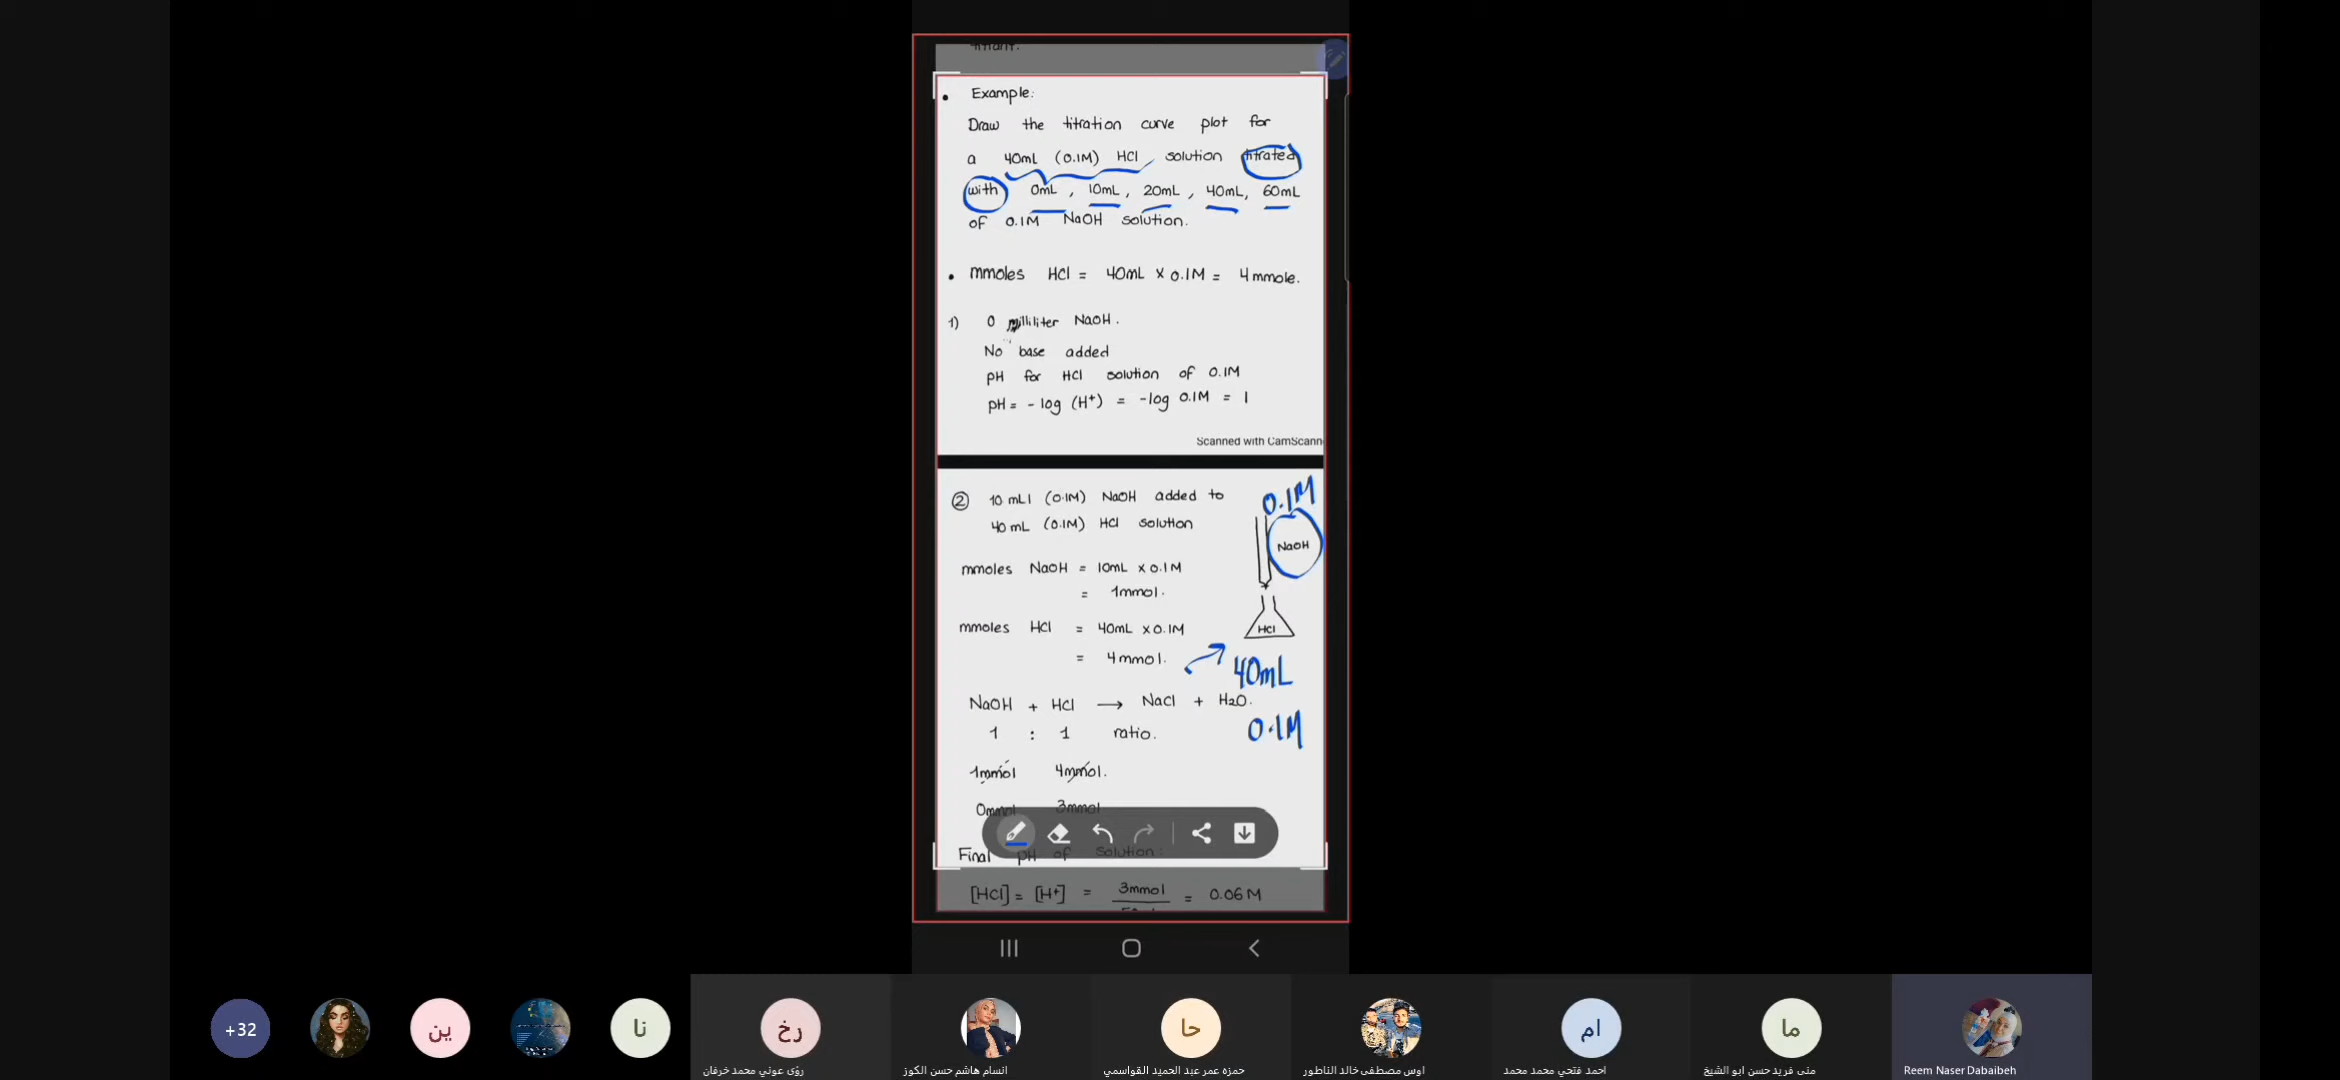 titrant.
• Example:
Draw the titration curve plot for
a 40mL (0.1M) HCl solution titrated
with 0mL, 10mL, 20mL, 40mL, 60mL
of 0.1M NaOH solution.
• mmoles HCl = 40mL x 0.1M = 4 mmole.
1) 0 milliliter NaOH.
No base added
pH for HCl solution of 0.1M
pH = - log (H+) = -log 0.1M = 1
Scanned with CamScann
② 10 mLl (0.1M) NaOH added to
40 mL (0.1M) HCl solution
0.1M
NaOH
mmoles NaOH = 10mL x 0.1M
= 1mmol.
HCl
mmoles HCl = 40mL x 0.1M
= 4mmol.
40mL
NaOH + HCl → NaCl + H2O.
0.1M
1 : 1 ratio.
1mmol 4mmol.
0mmol 3mmol
Final pH of Solution:
[HCl] = [H+] = 3mmol = 0.06 M
+32
ين
نا
رخ
حا
ام
ما
رؤى عوني محمد خرفان
انسام هاشم حسن الكوز
حمزه عمر عبد الحميد القواسمي
اوس مصطفى خالد الناطور
احمد فتحي محمد محمد
منى فريد حسن ابو الشيخ
Reem Naser Dabaibeh